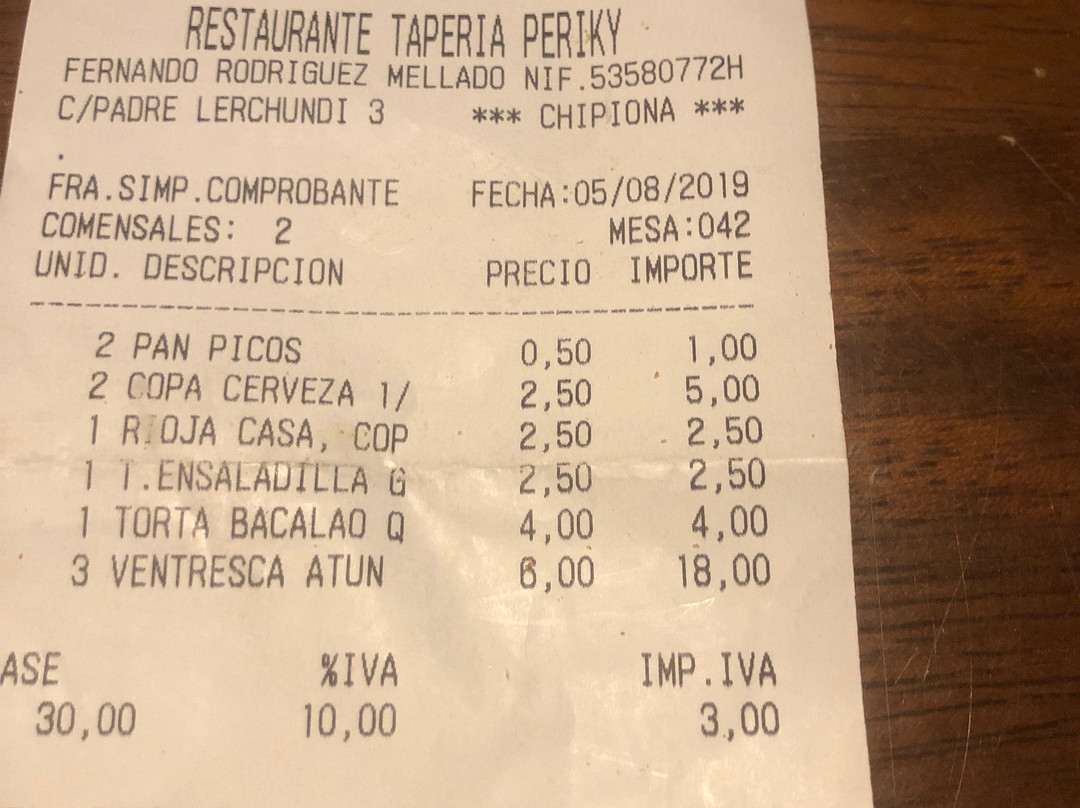 RESTAURANTE TAPERIA PERIKY
FERNANDO RODRIGUEZ MELLADO NIF.53580772H
C/PADRE LERCHUNDI 3 *** CHIPIONA ***
.
FRA.SIMP.COMPROBANTE FECHA:05/08/2019
COMENSALES: 2 MESA:042
UNID. DESCRIPCION PRECIO IMPORTE
2 PAN PICOS 0,50 1,00
2 COPA CERVEZA 1/ 2,50 5,00
1 RIOJA CASA, COP 2,50 2,50
1 T.ENSALADILLA G 2,50 2,50
1 TORTA BACALAO Q 4,00 4,00
3 VENTRESCA ATUN 6,00 18,00
ASE %IVA IMP.IVA
30,00 10,00 3,00